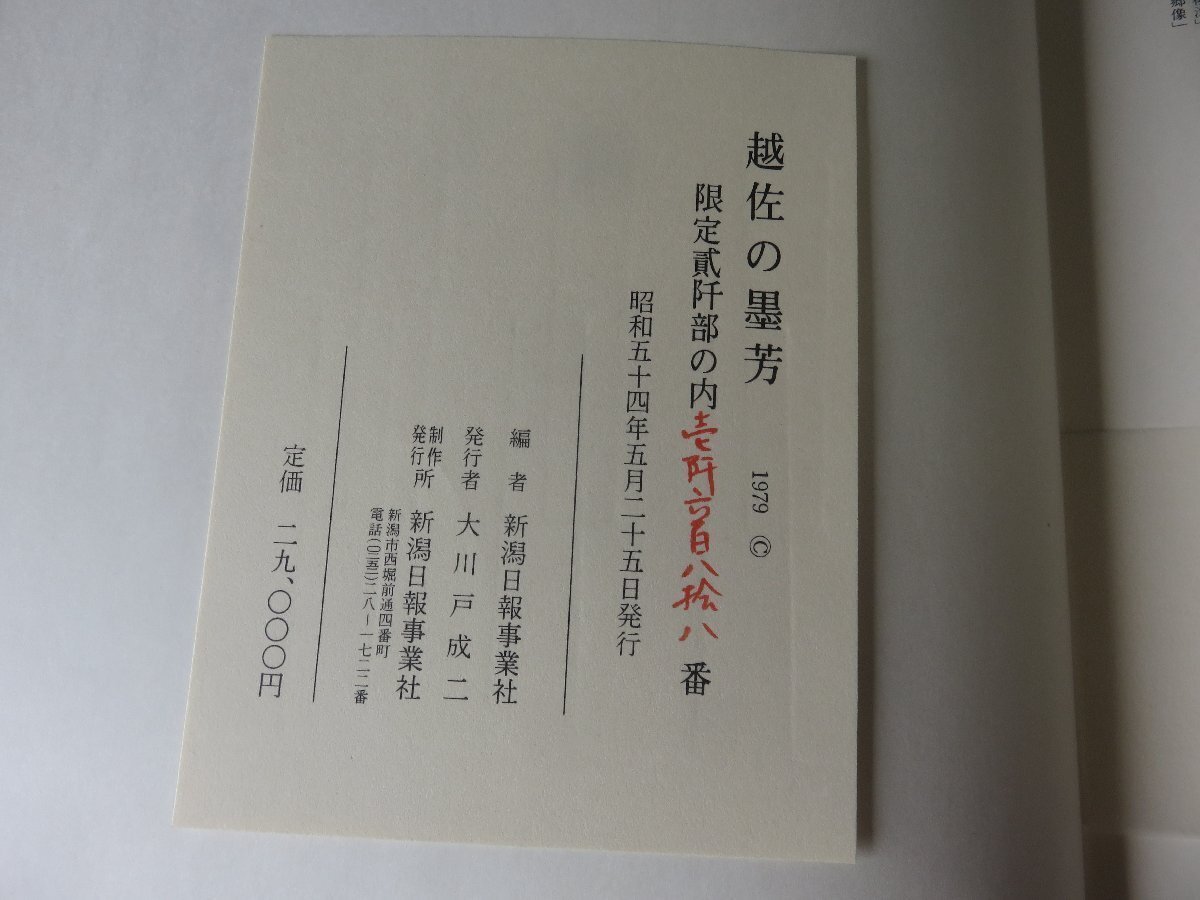 越佐の墨芳 1979 ©
限定貳阡部の内壱阡六百八拾八番
昭和五十四年五月二十五日発行
編者 新潟日報事業社
発行者 大川戸成二
制作
発行所 新潟日報事業社
新潟市西堀前通四番町
電話(〇二五二)二八ー一七二二番
定価 二九、〇〇〇円
郷像」